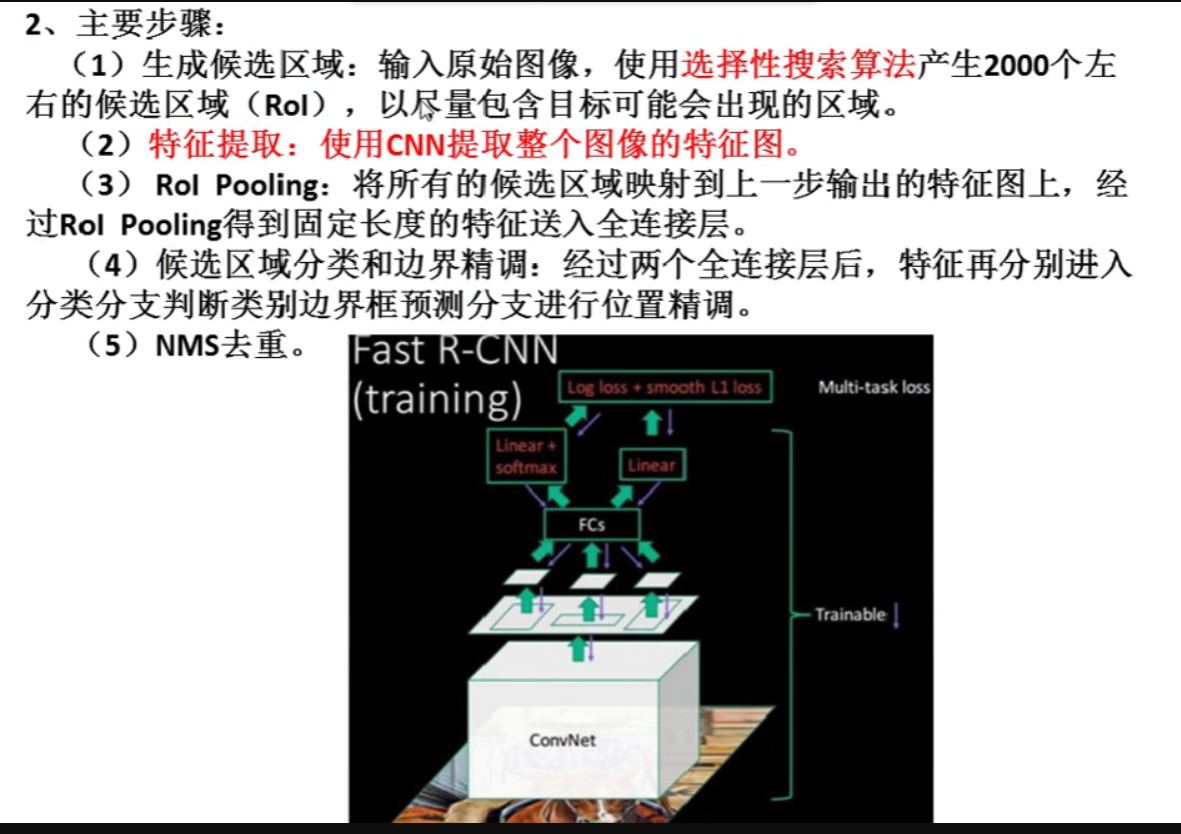 2、主要步骤：
（1）生成候选区域：输入原始图像，使用选择性搜索算法产生2000个左
右的候选区域（RoI），以尽量包含目标可能会出现的区域。
（2）特征提取：使用CNN提取整个图像的特征图。
（3） RoI Pooling：将所有的候选区域映射到上一步输出的特征图上，经
过RoI Pooling得到固定长度的特征送入全连接层。
（4）候选区域分类和边界精调：经过两个全连接层后，特征再分别进入
分类分支判断类别边界框预测分支进行位置精调。
（5）NMS去重。
Fast R-CNN
(training)
Log loss + smooth L1 loss
Multi-task loss
Linear +
softmax
Linear
FCs
Trainable
ConvNet